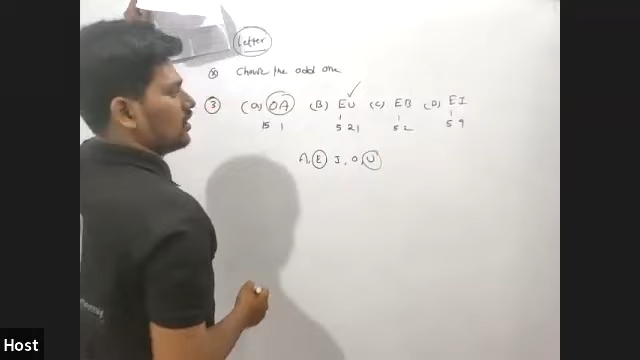 Letter
Choose the odd one
3 (A) OA (B) EU (C) EB (D) EI
15 1 5 21 5 2 5 9
A, E I, O, U
Host